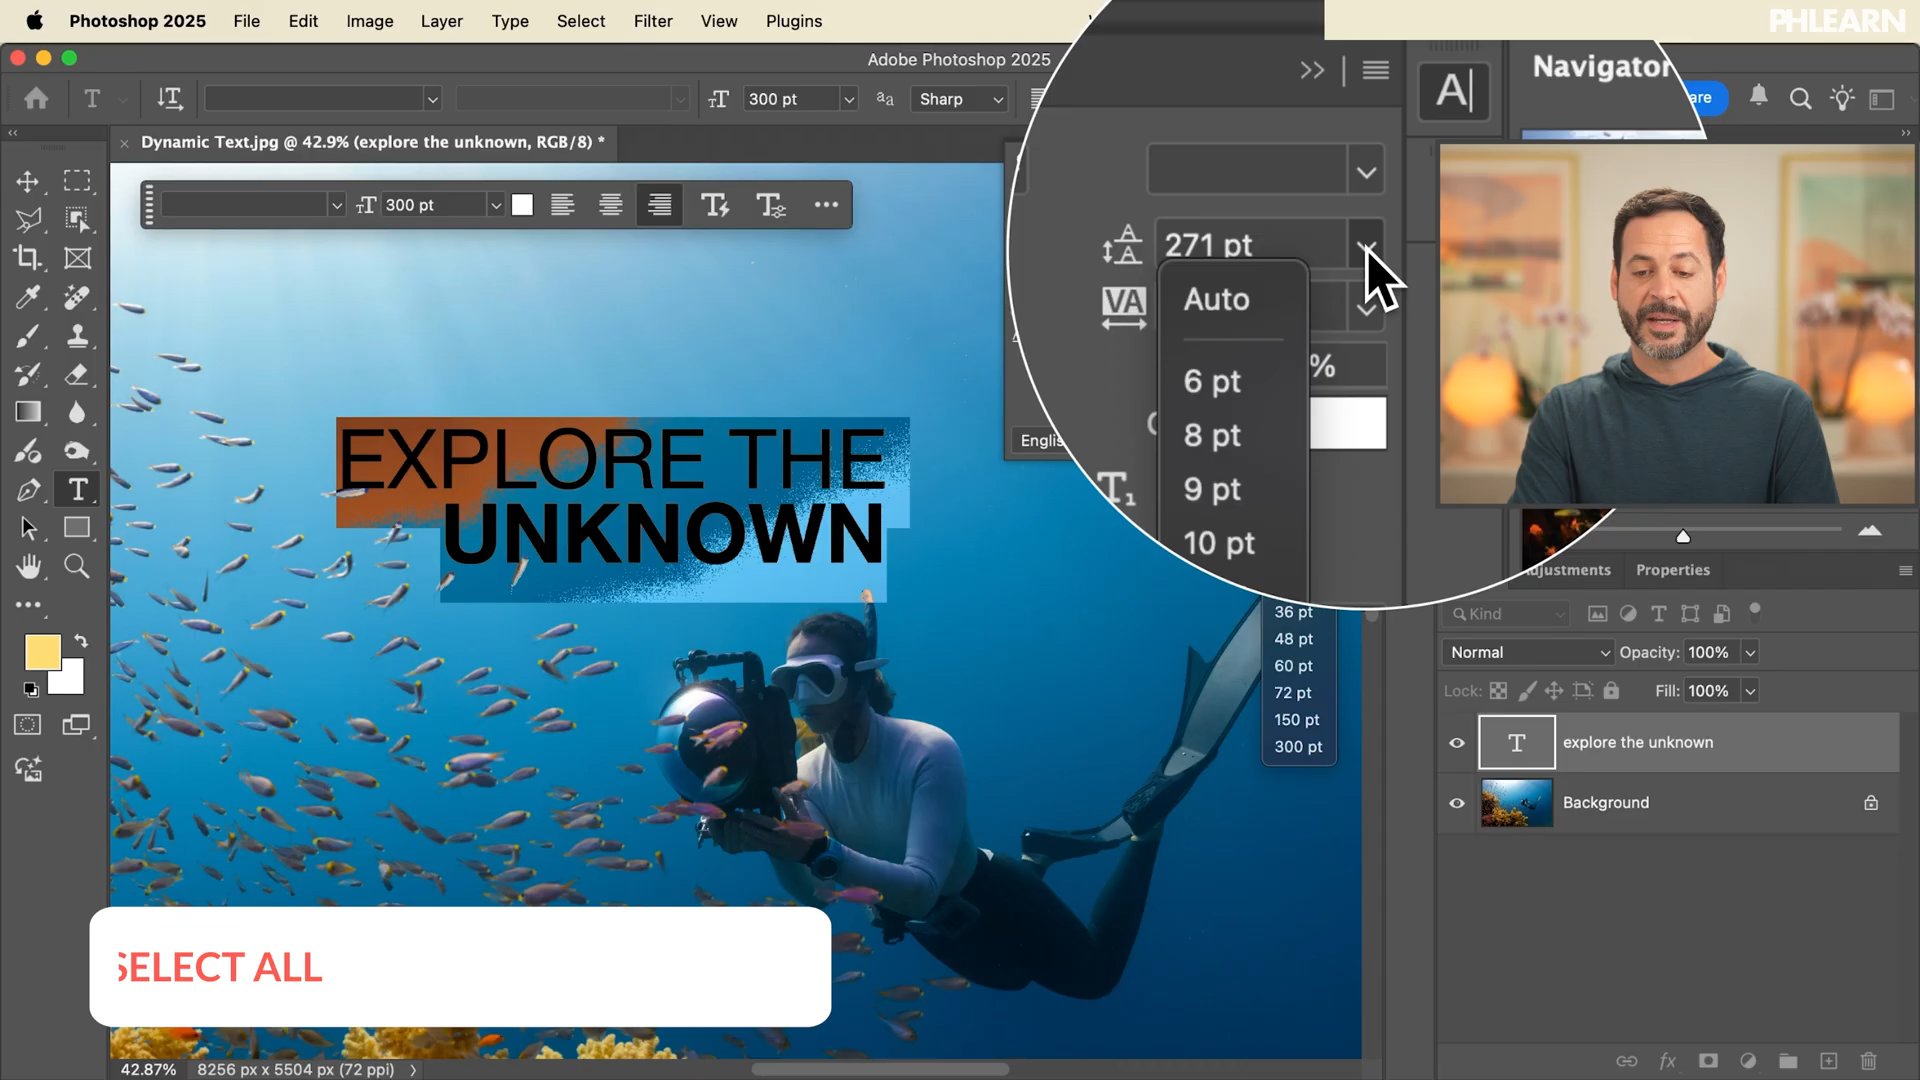 Photoshop 2025 File Edit Image Layer Type Select Filter View Plugins
PHLEARN
Adobe Photoshop 2025
Navigator
300 pt
Sharp
Dynamic Text.jpg @ 42.9% (explore the unknown, RGB/8) *
300 pt
271 pt
Auto
%
6 pt
8 pt
9 pt
10 pt
EXPLORE THE
UNKNOWN
36 pt
48 pt
60 pt
72 pt
150 pt
300 pt
Properties
Kind
Normal Opacity: 100%
Lock: Fill: 100%
explore the unknown
Background
SELECT ALL
42.87% 8256 px x 5504 px (72 ppi)